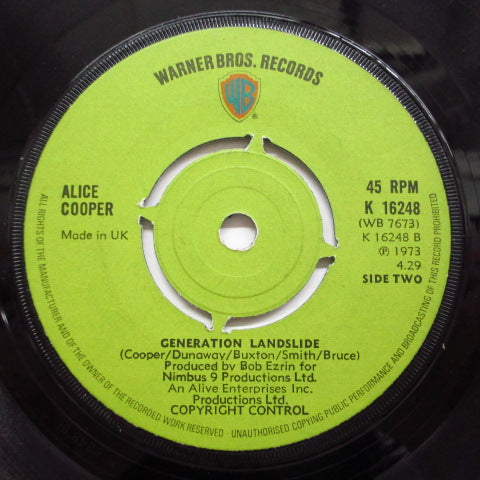 WARNER BROS. RECORDS
WB
®
ALICE
COOPER
Made in UK
45 RPM
K 16248
(WB 7673)
K 16248 B
Ⓟ 1973
4.29
SIDE TWO
GENERATION LANDSLIDE
(Cooper/Dunaway/Buxton/Smith/Bruce)
Produced by Bob Ezrin for
Nimbus 9 Productions Ltd.
An Alive Enterprises Inc.
Productions Ltd.
COPYRIGHT CONTROL
ALL RIGHTS OF THE MANUFACTURER AND OF THE OWNER OF THE RECORDED WORK RESERVED - UNAUTHORISED COPYING PUBLIC PERFORMANCE AND BROADCASTING OF THIS RECORD PROHIBITED